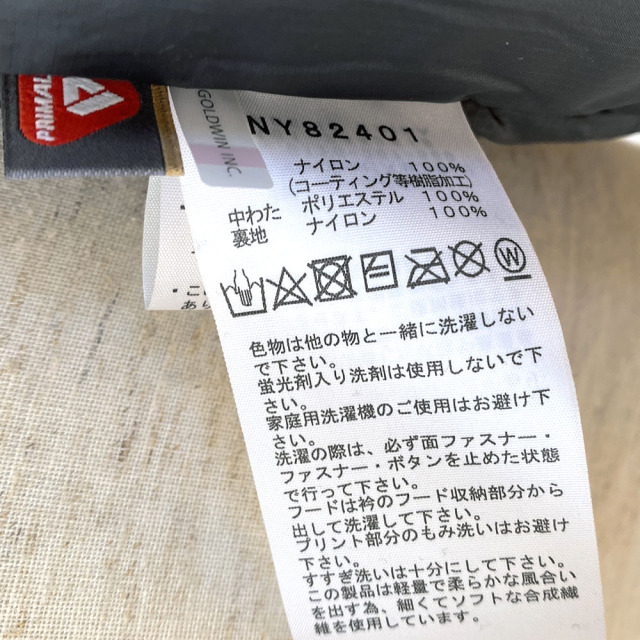 PRIMAL
GOLDWIN INC
NY82401
ナイロン 100%
(コーティング等樹脂加工)
中わた ポリエステル 100%
裏地 ナイロン 100%
W
色物は他の物と一緒に洗濯しない
で下さい。
蛍光剤入り洗剤は使用しないで下
さい。
家庭用洗濯機のご使用はお避け下
さい。
洗濯の際は、必ず面ファスナー・
ファスナー・ボタンを止めた状態
で行って下さい。
フードは衿のフード収納部分から
出して洗濯して下さい。
プリント部分のもみ洗いはお避け
下さい。
すすぎ洗いは十分にして下さい。
この製品は軽量で柔らかな風合い
を出す為、細くてソフトな合成繊
維を使用しています。
・こ
あり